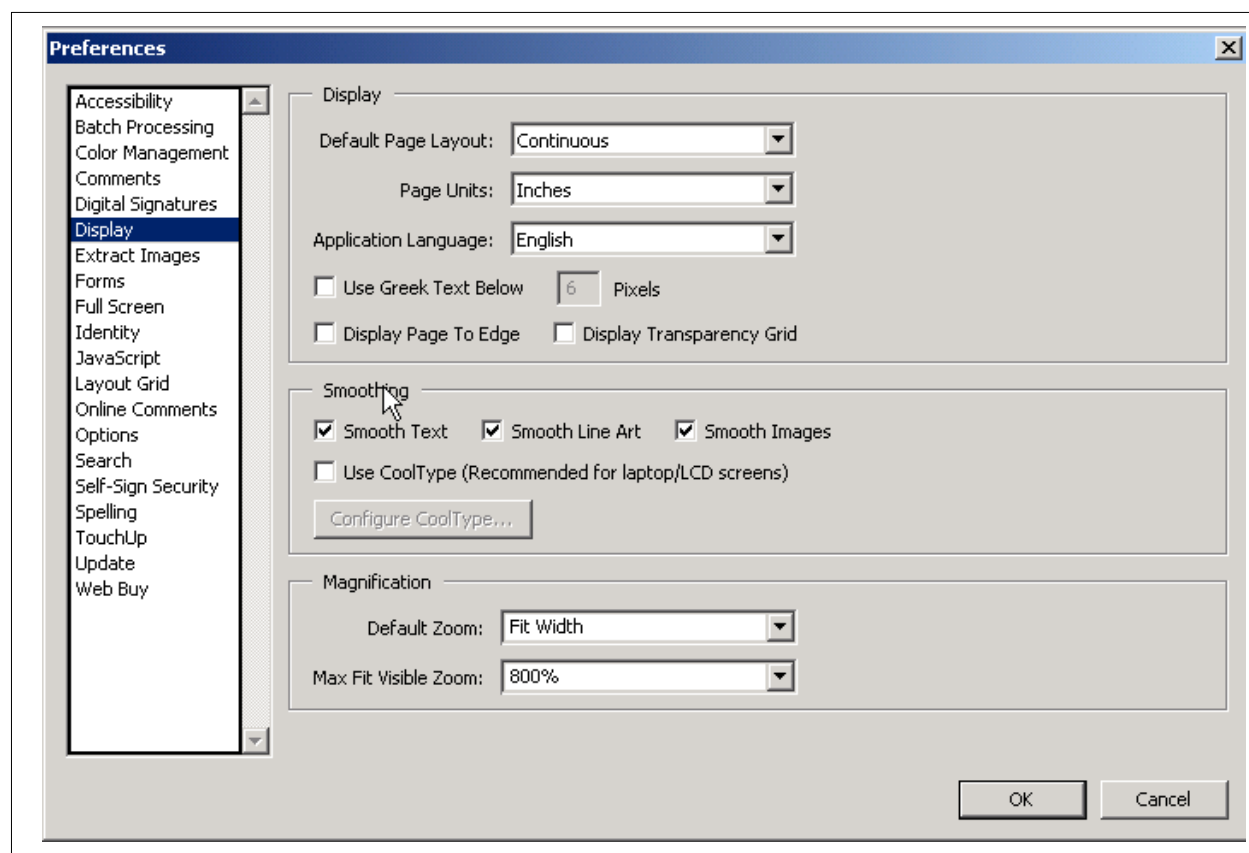 Preferences
Accessibility
Batch Processing
Color Management
Comments
Digital Signatures
Display
Extract Images
Forms
Full Screen
Identity
JavaScript
Layout Grid
Online Comments
Options
Search
Self-Sign Security
Spelling
TouchUp
Update
Web Buy
Display
Default Page Layout: Continuous
Page Units: Inches
Application Language: English
Use Greek Text Below 6 Pixels
Display Page To Edge Display Transparency Grid
Smoothing
Smooth Text Smooth Line Art Smooth Images
Use CoolType (Recommended for laptop/LCD screens)
Configure CoolType...
Magnification
Default Zoom: Fit Width
Max Fit Visible Zoom: 800%
OK Cancel